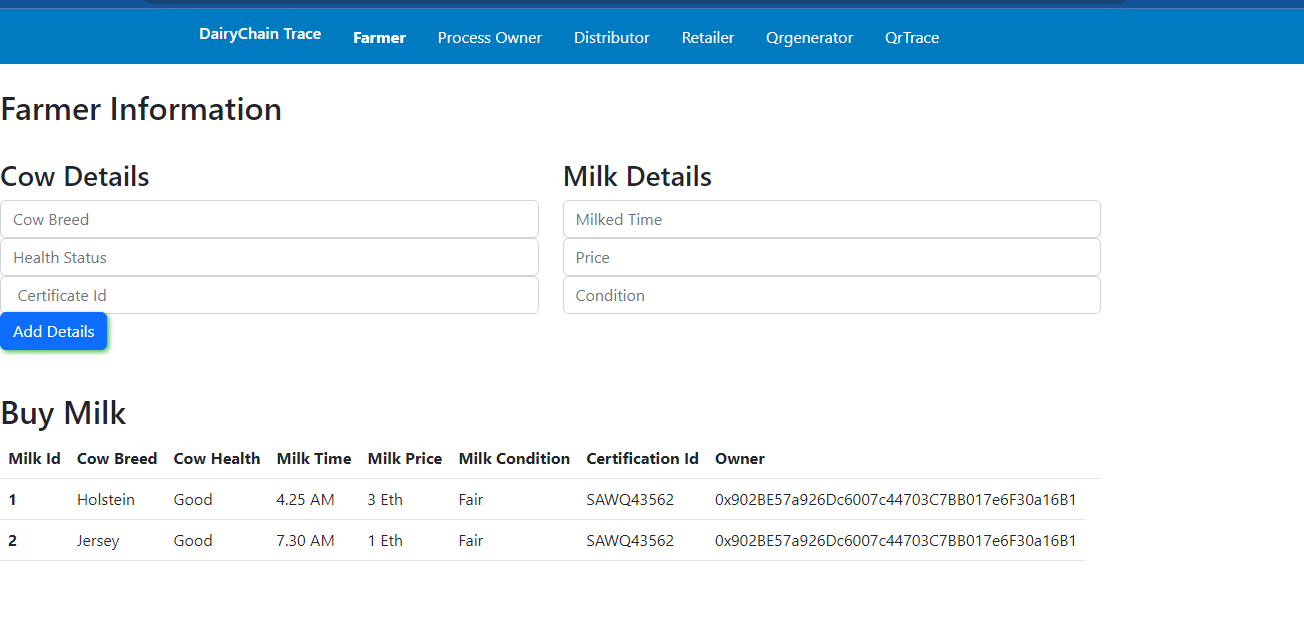 DairyChain Trace Farmer Process Owner Distributor Retailer Qrgenerator QrTrace
Farmer Information
Cow Details
Cow Breed
Health Status
Certificate Id
Add Details
Milk Details
Milked Time
Price
Condition
Buy Milk
Milk Id Cow Breed Cow Health Milk Time Milk Price Milk Condition Certification Id Owner
1 Holstein Good 4.25 AM 3 Eth Fair SAWQ43562 0x902BE57a926Dc6007c44703C7BB017e6F30a16B1
2 Jersey Good 7.30 AM 1 Eth Fair SAWQ43562 0x902BE57a926Dc6007c44703C7BB017e6F30a16B1